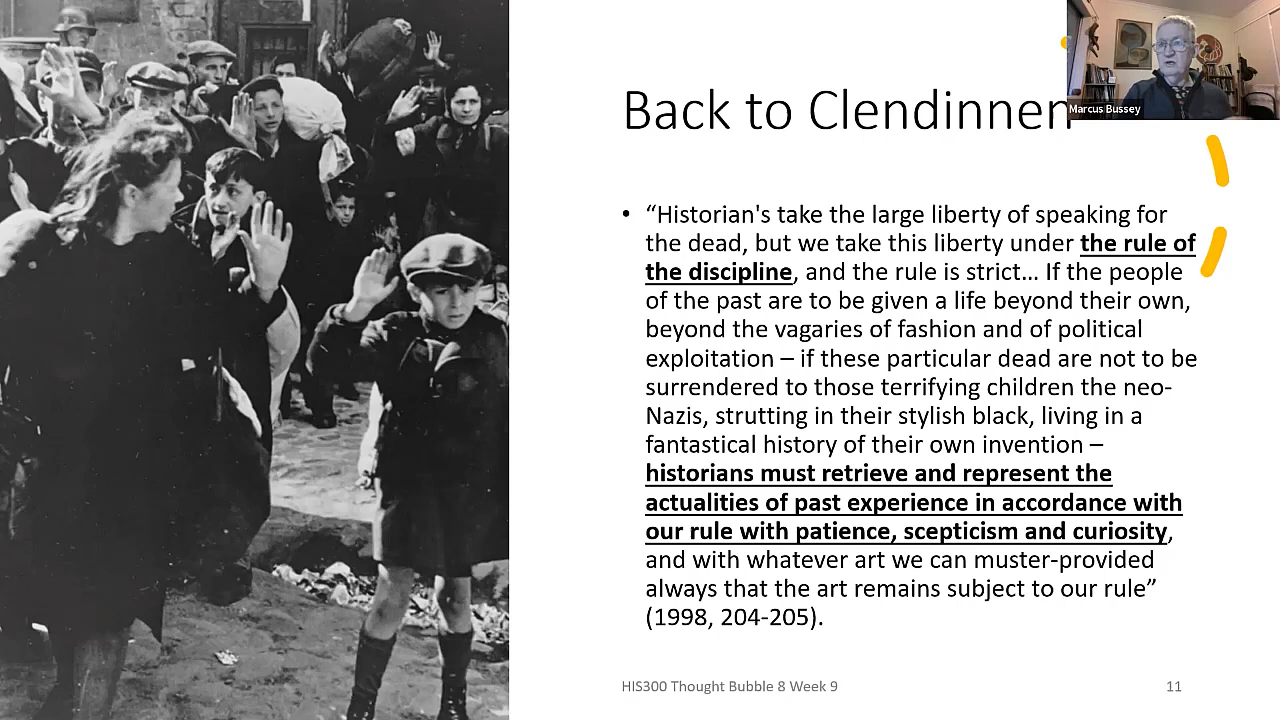 Marcus Bussey
Back to Clendinnen
• “Historian's take the large liberty of speaking for
the dead, but we take this liberty under the rule of
the discipline, and the rule is strict… If the people
of the past are to be given a life beyond their own,
beyond the vagaries of fashion and of political
exploitation – if these particular dead are not to be
surrendered to those terrifying children the neo-
Nazis, strutting in their stylish black, living in a
fantastical history of their own invention –
historians must retrieve and represent the
actualities of past experience in accordance with
our rule with patience, scepticism and curiosity,
and with whatever art we can muster-provided
always that the art remains subject to our rule”
(1998, 204-205).
HIS300 Thought Bubble 8 Week 9
11